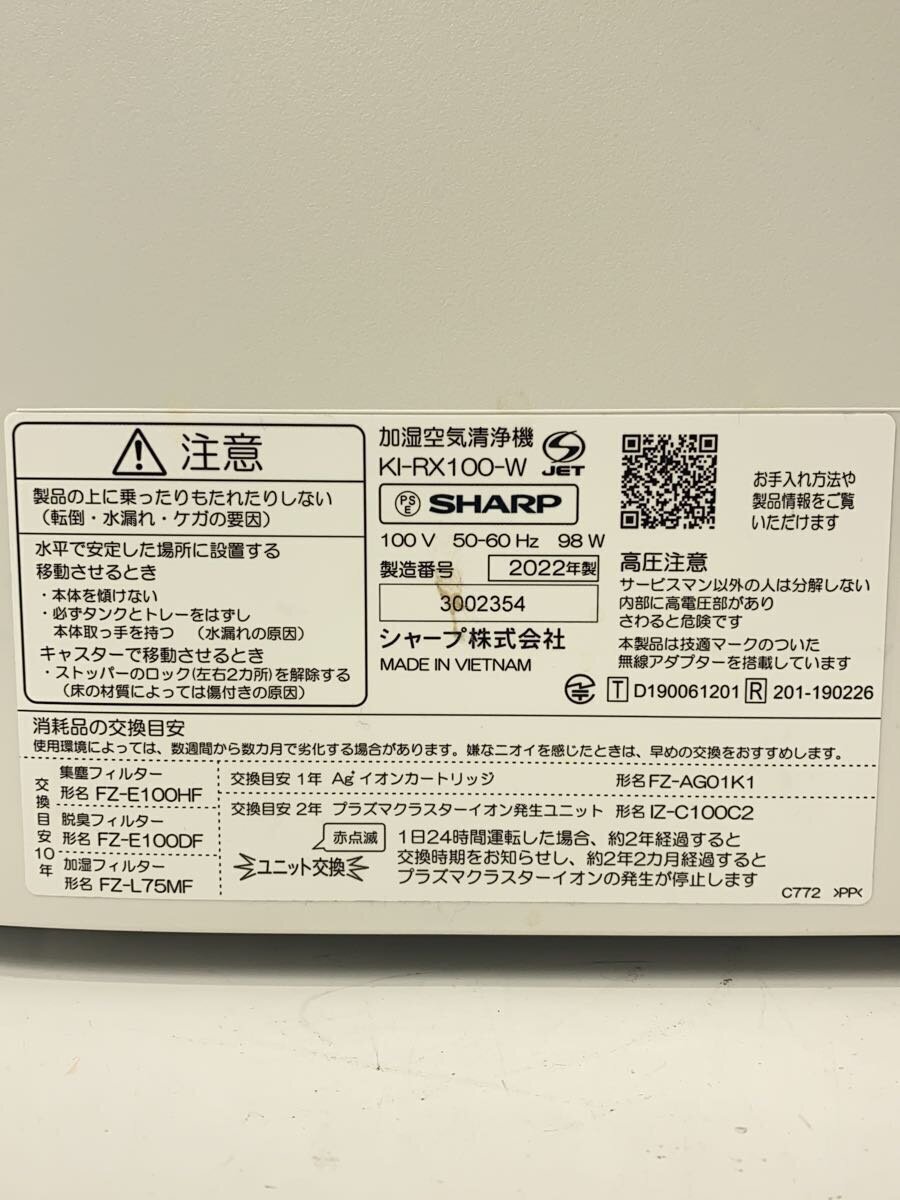 注意
製品の上に乗ったりもたれたりしない
(転倒・水漏れ・ケガの要因)
水平で安定した場所に設置する
移動させるとき
・本体を傾けない
・必ずタンクとトレーをはずし
本体取っ手を持つ (水漏れの原因)
キャスターで移動させるとき
・ストッパーのロック(左右2カ所)を解除する
(床の材質によっては傷付きの原因)
加湿空気清浄機
KI-RX100-W
JET
PS
E
SHARP
100 V 50-60 Hz 98 W
製造番号 2022年製
3002354
シャープ株式会社
MADE IN VIETNAM
お手入れ方法や
製品情報をご覧
いただけます
高圧注意
サービスマン以外の人は分解しない
内部に高電圧部があり
さわると危険です
本製品は技適マークのついた
無線アダプターを搭載しています
T D190061201 R 201-190226
消耗品の交換目安
使用環境によっては、数週間から数カ月で劣化する場合があります。嫌なニオイを感じたときは、早めの交換をおすすめします。
交換目安10年
集塵フィルター
形名 FZ-E100HF
脱臭フィルター
形名 FZ-E100DF
加湿フィルター
形名 FZ-L75MF
交換目安 1年 Ag⁺イオンカートリッジ 形名 FZ-AG01K1
交換目安 2年 プラズマクラスターイオン発生ユニット 形名 IZ-C100C2
赤点滅
ユニット交換
1日24時間運転した場合、約2年経過すると
交換時期をお知らせし、約2年2カ月経過すると
プラズマクラスターイオンの発生が停止します
C772 >PP<